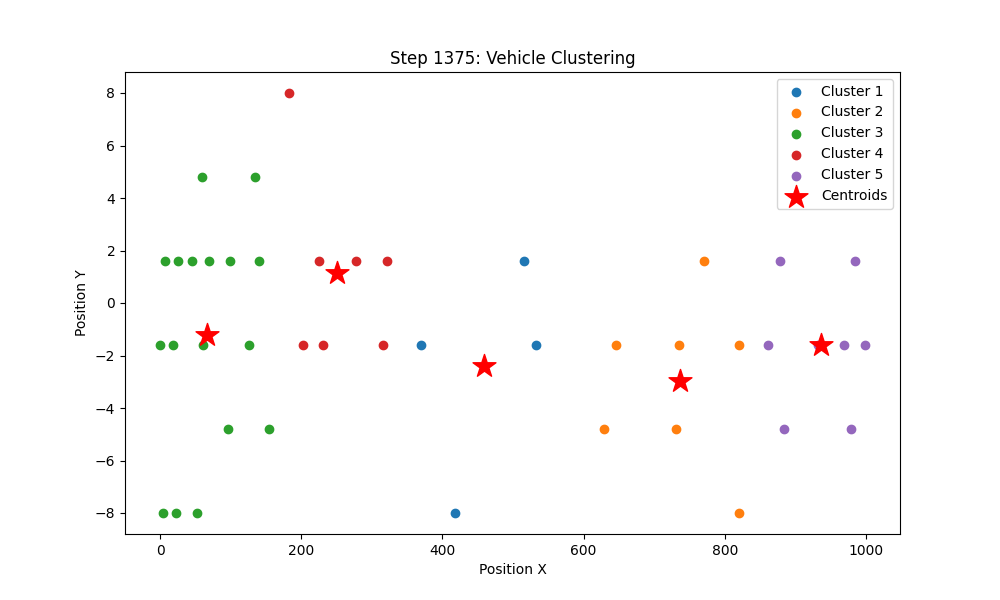 Step 1375: Vehicle Clustering
Cluster 1
Cluster 2
Cluster 3
Cluster 4
Cluster 5
Centroids
8
6
4
2
0
−2
−4
−6
−8
Position Y
0
200
400
600
800
1000
Position X